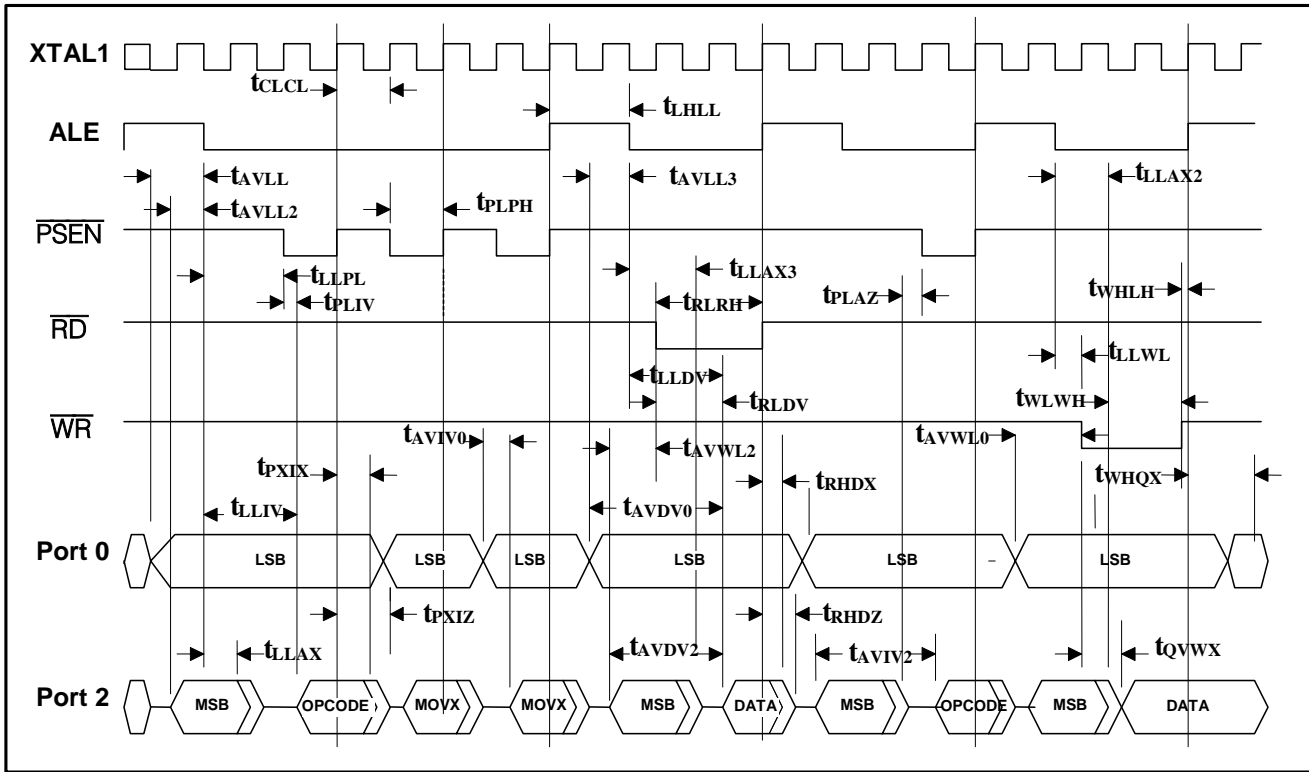 XTAL1
tCLCL
tLHLL
ALE
tAVLL
tAVLL3
tLLAX2
tAVLL2
tPLPH
PSEN
tLLPL
tLLAX3
tPLIV
tRLRH
tPLAZ
tWHLH
RD
tLLWL
tLLDV
tRLDV
tWLWH
WR
tAVIV0
tAVWL2
tAVWL0
tPXIX
tRHDX
tWHQX
tLLIV
tAVDV0
Port 0
LSB LSB LSB LSB LSB LSB
tPXIZ
tRHDZ
tLLAX
tAVDV2
tAVIV2
tQVWX
Port 2
MSB OPCODE MOVX MOVX MSB DATA MSB OPCODE MSB DATA